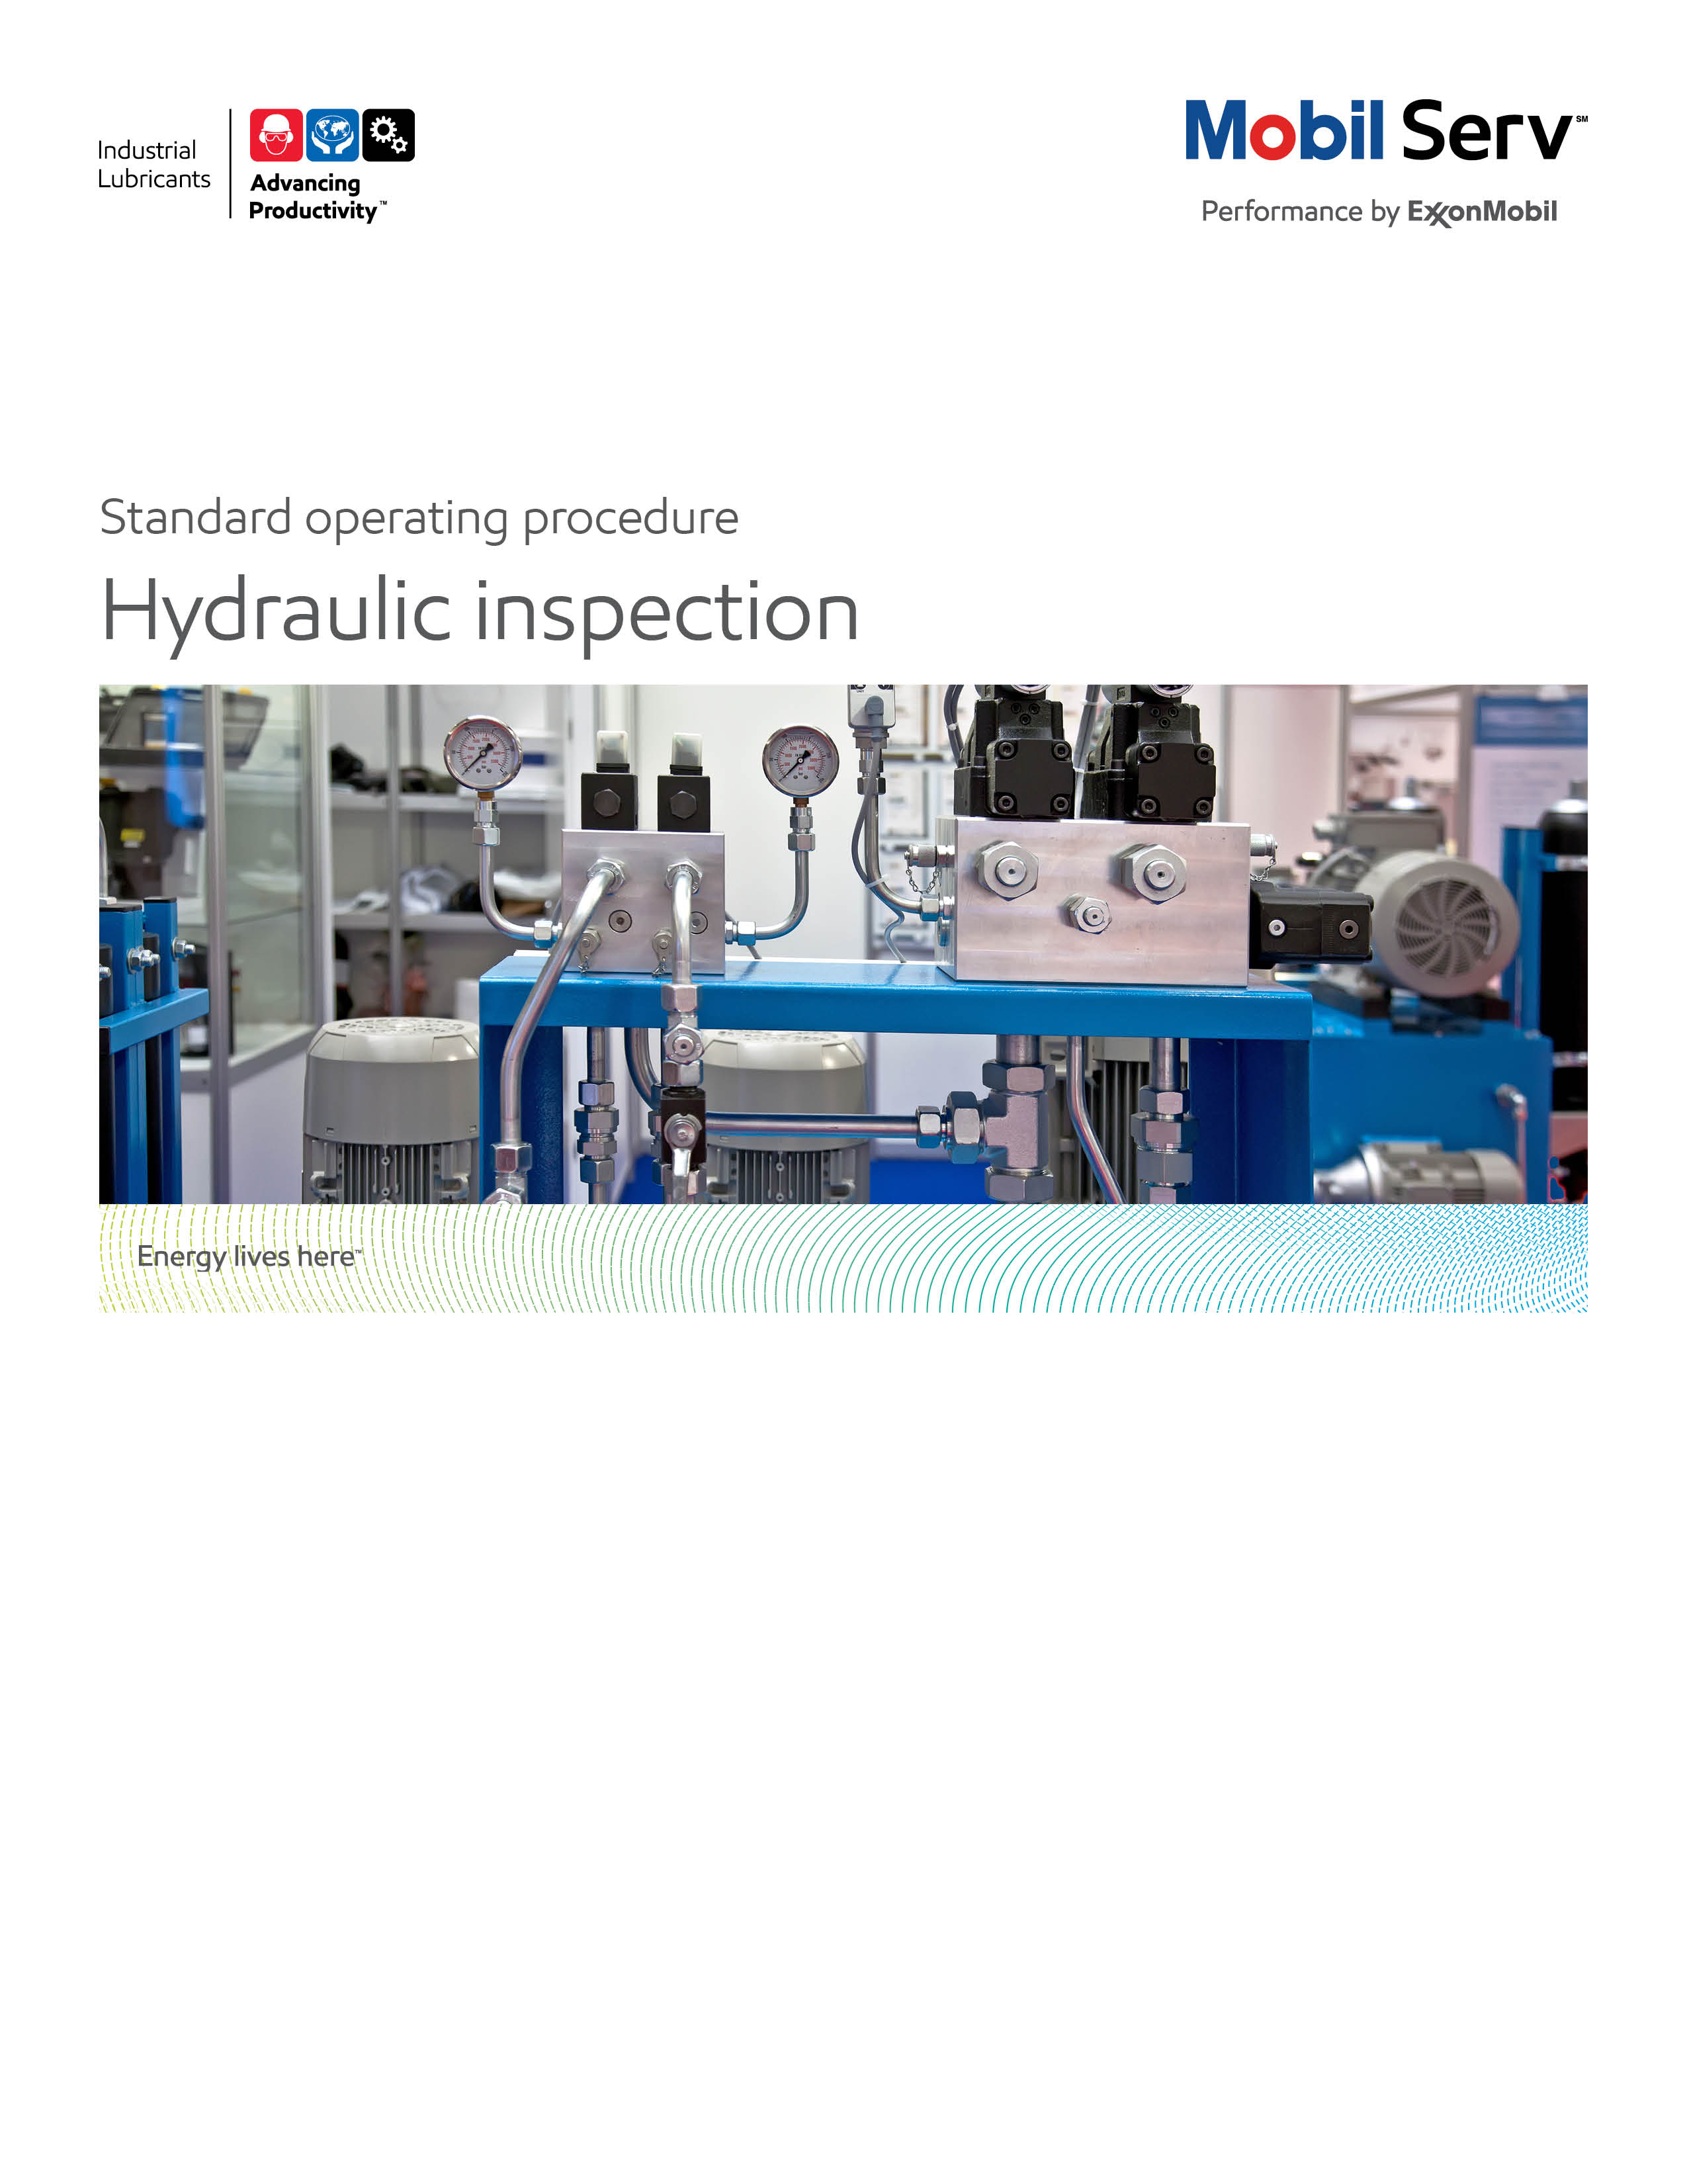 Industrial
Lubricants
Advancing
Productivity™
Mobil Serv℠
Performance by ExxonMobil
Standard operating procedure
Hydraulic inspection
Energy lives here™